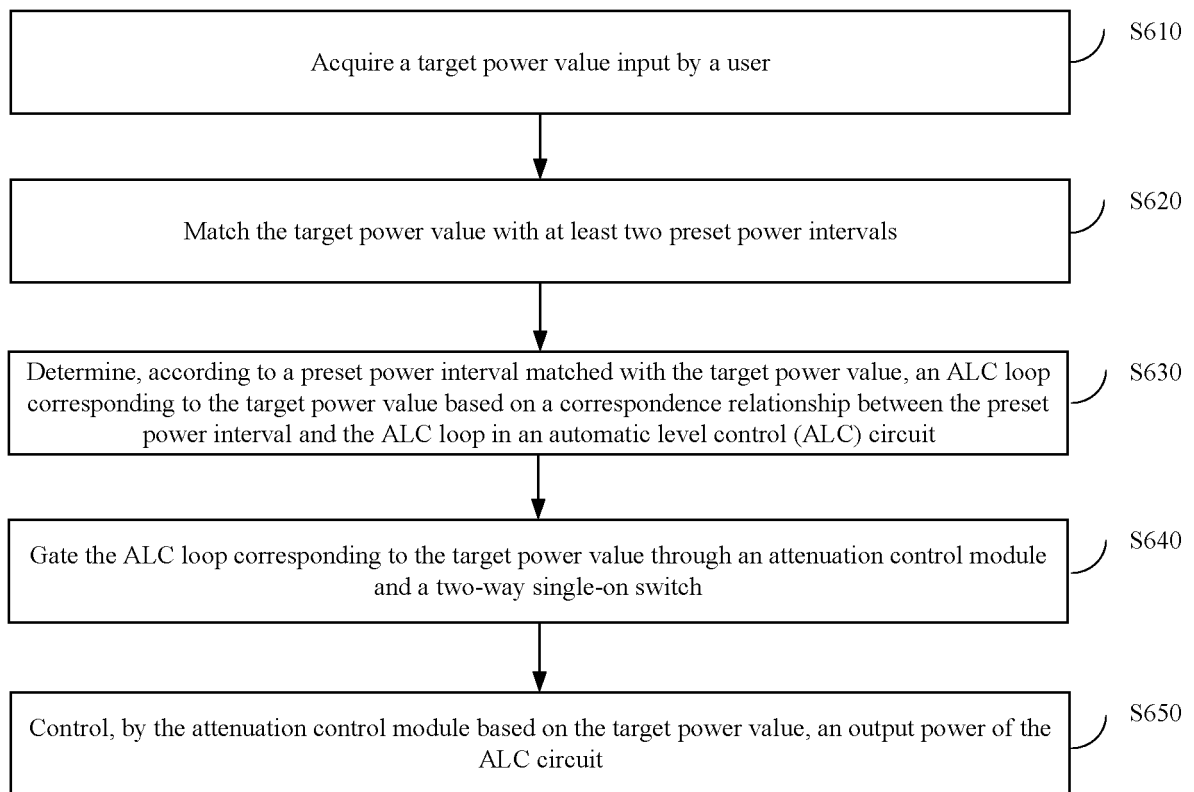 Acquire a target power value input by a user
S610
Match the target power value with at least two preset power intervals
S620
Determine, according to a preset power interval matched with the target power value, an ALC loop
corresponding to the target power value based on a correspondence relationship between the preset
power interval and the ALC loop in an automatic level control (ALC) circuit
S630
Gate the ALC loop corresponding to the target power value through an attenuation control module
and a two-way single-on switch
S640
Control, by the attenuation control module based on the target power value, an output power of the
ALC circuit
S650